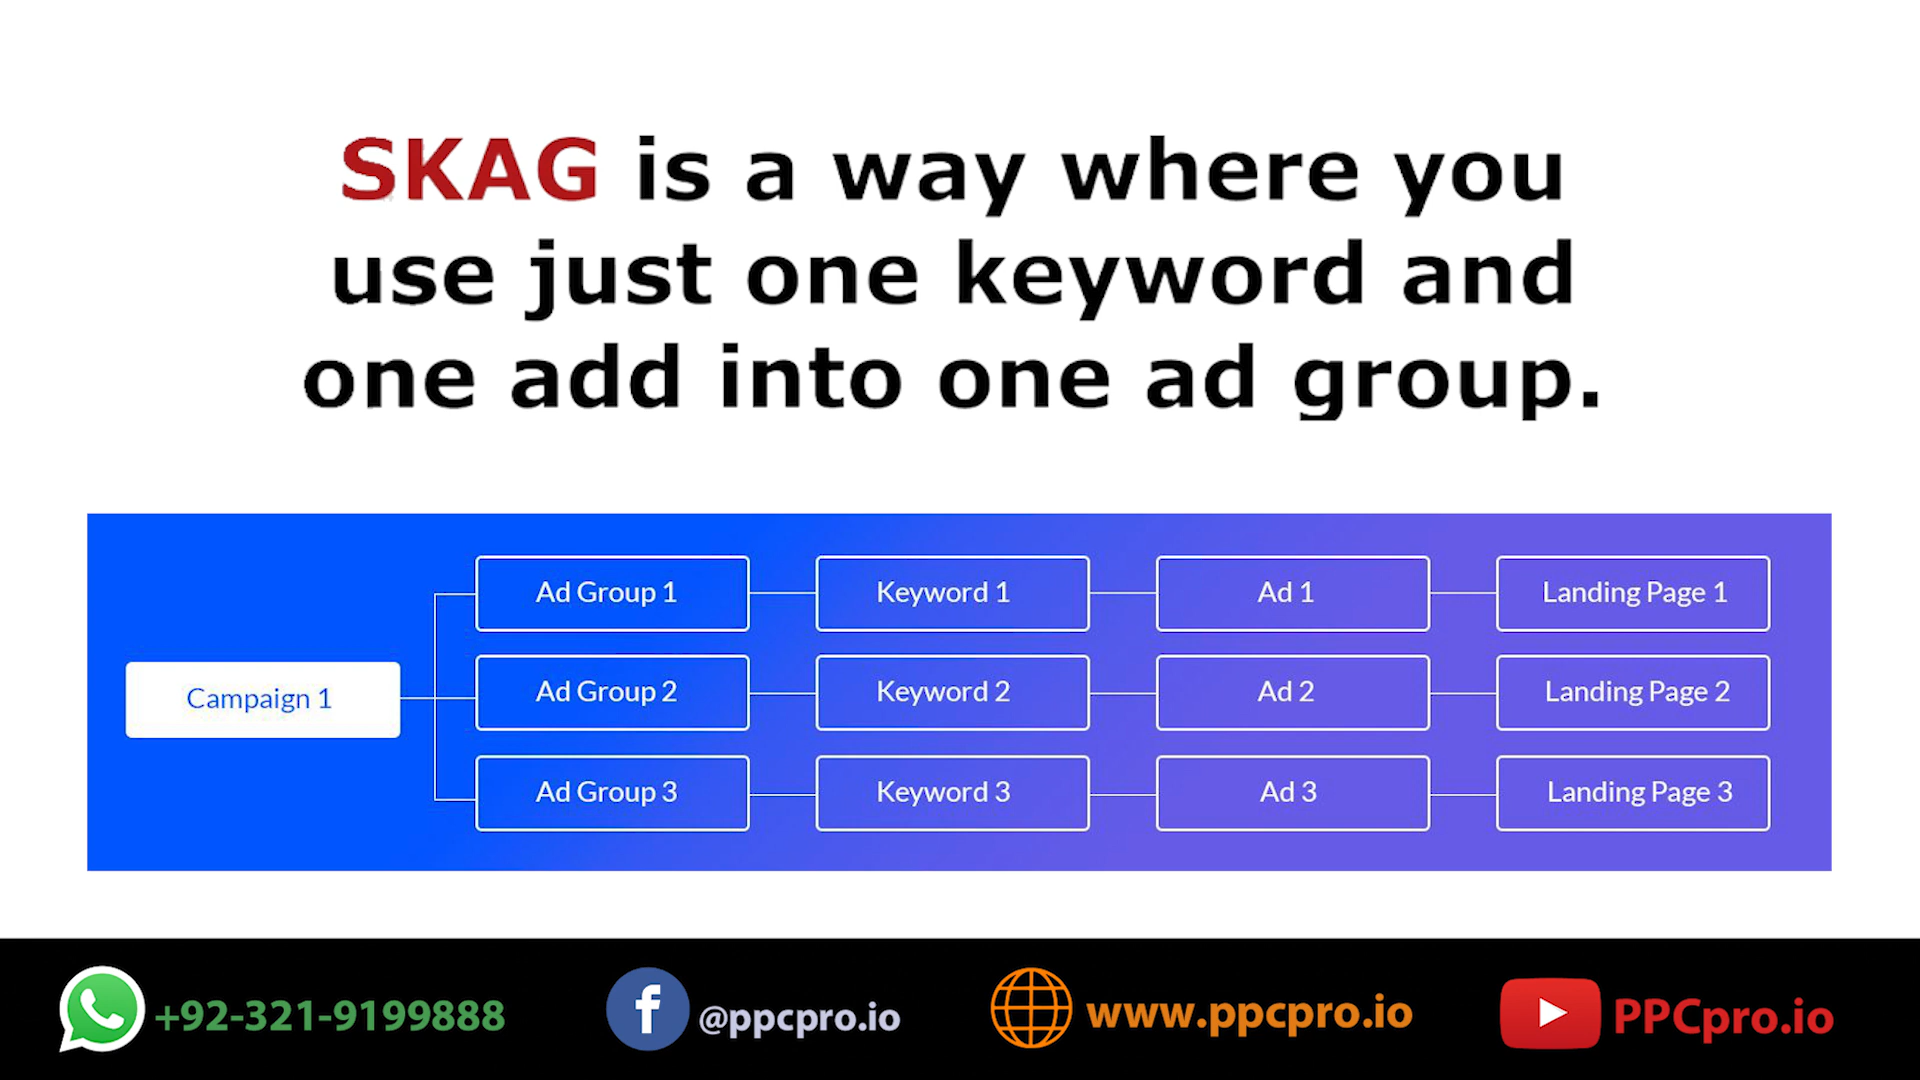 SKAG is a way where you
use just one keyword and
one add into one ad group.
Ad Group 1 Keyword 1 Ad 1 Landing Page 1
Campaign 1 Ad Group 2 Keyword 2 Ad 2 Landing Page 2
Ad Group 3 Keyword 3 Ad 3 Landing Page 3
+92-321-9199888 @ppcpro.io www.ppcpro.io PPCpro.io